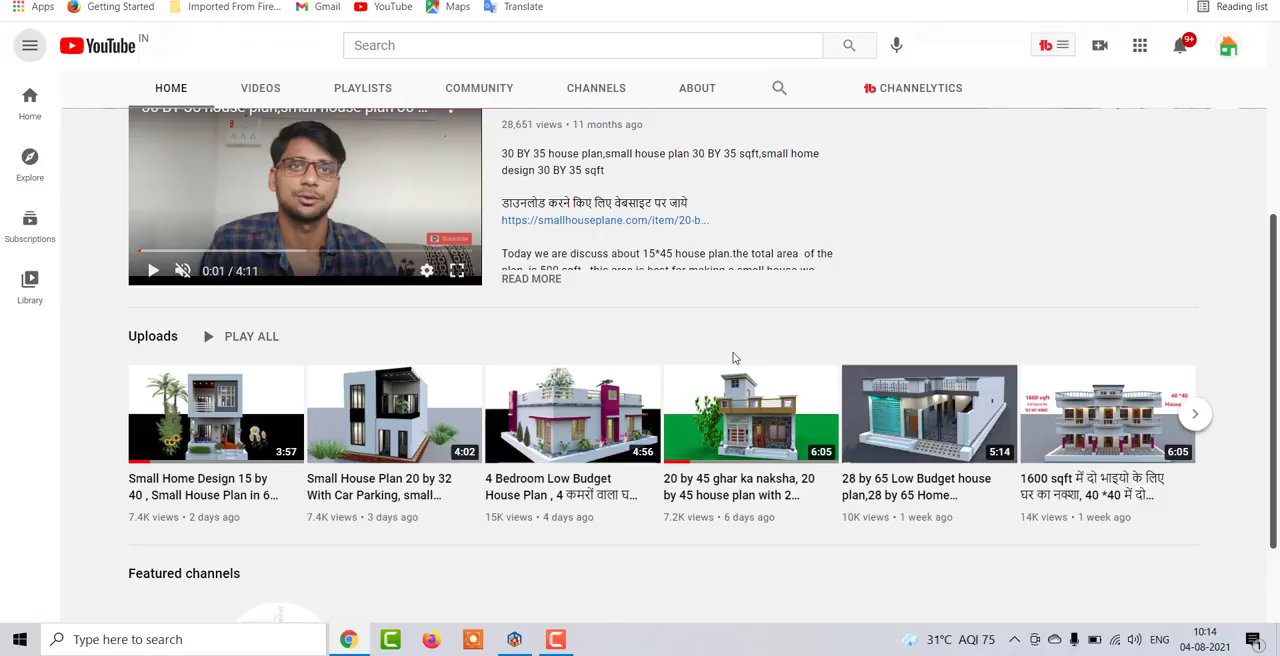 Apps Getting Started Imported From Fire... Gmail YouTube Maps Translate Reading list
YouTube IN
Search
9+
HOME VIDEOS PLAYLISTS COMMUNITY CHANNELS ABOUT CHANNELYTICS
Home
Explore
Subscriptions
Library
Subscribe
0:01 / 4:11
28,651 views • 11 months ago
30 BY 35 house plan,small house plan 30 BY 35 sqft,small home
design 30 BY 35 sqft
डाउनलोड करने किए लिए वेबसाइट पर जाये
https://smallhouseplane.com/item/20-b...
Today we are discuss about 15*45 house plan.the total area of the
READ MORE
Uploads PLAY ALL
3:57
4:02
4:56
6:05
5:14
1600 sqft
40 *40
6:05
Small Home Design 15 by
40 , Small House Plan in 6...
7.4K views • 2 days ago
Small House Plan 20 by 32
With Car Parking, small...
7.4K views • 3 days ago
4 Bedroom Low Budget
House Plan , 4 कमरों वाला घ...
15K views • 4 days ago
20 by 45 ghar ka naksha, 20
by 45 house plan with 2...
7.2K views • 6 days ago
28 by 65 Low Budget house
plan,28 by 65 Home...
10K views • 1 week ago
1600 sqft में दो भाइयो के लिए
घर का नक्शा, 40 *40 में दो...
14K views • 1 week ago
Featured channels
Type here to search
31°C AQI 75
ENG
10:14
04-08-2021
1